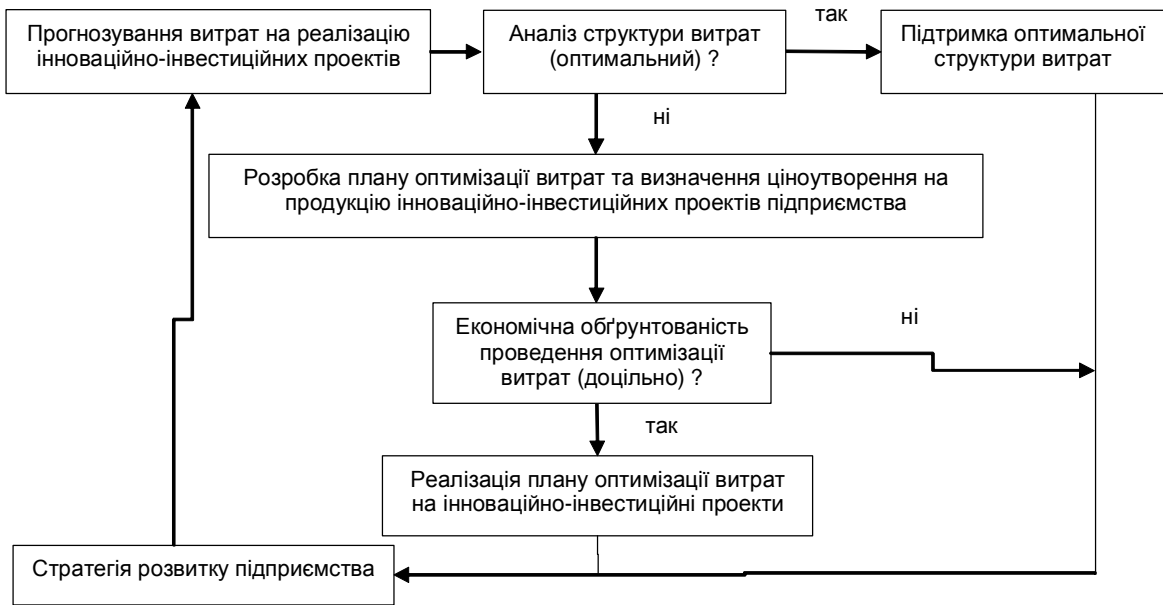 Прогнозування витрат на реалізацію
інноваційно-інвестиційних проектів
Аналіз структури витрат
(оптимальний) ?
так
Підтримка оптимальної
структури витрат
ні
Розробка плану оптимізації витрат та визначення ціноутворення на
продукцію інноваційно-інвестиційних проектів підприємства
Економічна обґрунтованість
проведення оптимізації
витрат (доцільно) ?
ні
так
Реалізація плану оптимізації витрат
на інноваційно-інвестиційні проекти
Стратегія розвитку підприємства